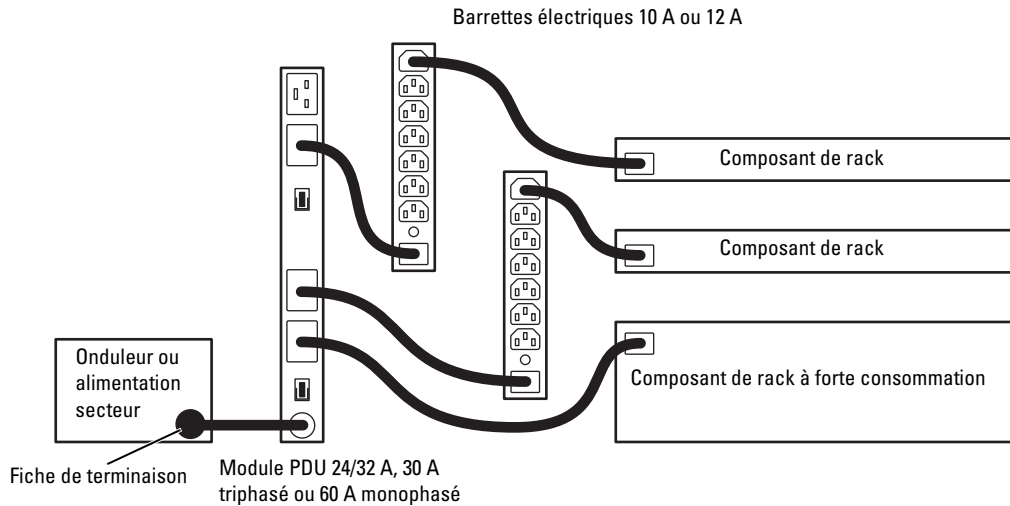 Barrettes électriques 10 A ou 12 A
Composant de rack
Composant de rack
Composant de rack à forte consommation
Onduleur ou
alimentation
secteur
Fiche de terminaison
Module PDU 24/32 A, 30 A
triphasé ou 60 A monophasé